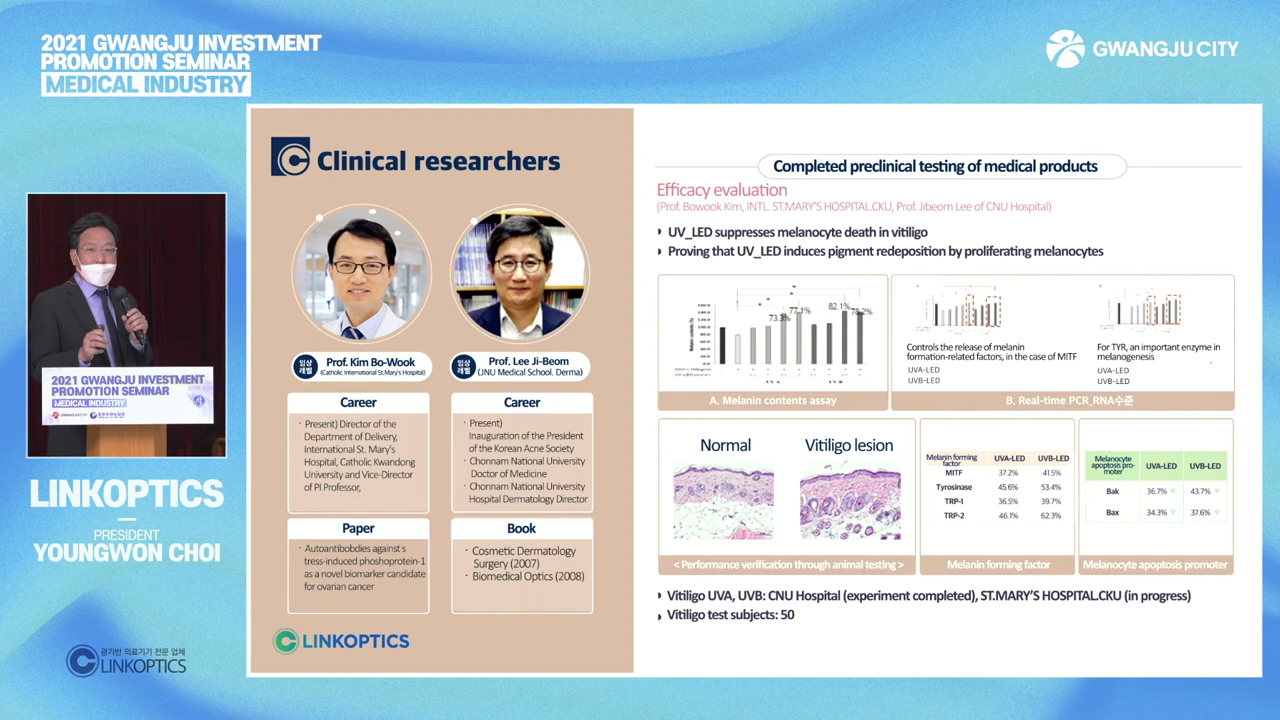 2021 GWANGJU INVESTMENT
PROMOTION SEMINAR
MEDICAL INDUSTRY
GWANGJU CITY
2021 GWANGJU INVESTMENT
PROMOTION SEMINAR
MEDICAL INDUSTRY
GWANGJU CITY
LINKOPTICS
PRESIDENT
YOUNGWON CHOI
광기반 의료기기 전문 업체
LINKOPTICS
Clinical researchers
임상
레벨
Prof. Kim Bo-Wook
(Catholic International St.Mary's Hospital)
임상
레벨
Prof. Lee Ji-Beom
(JNU Medical School. Derma)
Career
· Present) Director of the
Department of Delivery,
International St. Mary's
Hospital, Catholic Kwandong
University and Vice-Director
of PI Professor,
Career
· Present)
Inauguration of the President
of the Korean Acne Society
· Chonnam National University
Doctor of Medicine
· Chonnam National University
Hospital Dermatology Director
Paper
· Autoantibobdies against s
tress-induced phoshoprotein-1
as a novel biomarker candidate
for ovarian cancer
Book
· Cosmetic Dermatology
Surgery (2007)
· Biomedical Optics (2008)
LINKOPTICS
Completed preclinical testing of medical products
Efficacy evaluation
(Prof. Bowook Kim, INTL. ST.MARY'S HOSPITAL.CKU, Prof. Jibeom Lee of CNU Hospital)
UV_LED suppresses melanocyte death in vitiligo
Proving that UV_LED induces pigment redeposition by proliferating melanocytes
Melanin contents (%)
77.1%
82.1%
78.2%
UVA
UVB
A. Melanin contents assay
Controls the release of melanin
formation-related factors, in the case of MITF
UVA-LED
UVB-LED
For TYR, an important enzyme in
melanogenesis
UVA-LED
UVB-LED
B. Real-time PCR_RNA수준
Normal
Vitiligo lesion
< Performance verification through animal testing >
Melanin forming
factor
UVA-LED
UVB-LED
MITF 37.2% 41.5%
Tyrosinase 45.6% 53.4%
TRP-1 36.5% 39.7%
TRP-2 46.1% 62.3%
Melanin forming factor
Melanocyte
apoptosis pro-
moter
UVA-LED
UVB-LED
Bak 36.7% 43.7%
Bax 34.3% 37.6%
Melanocyte apoptosis promoter
Vitiligo UVA, UVB: CNU Hospital (experiment completed), ST.MARY'S HOSPITAL.CKU (in progress)
Vitiligo test subjects: 50